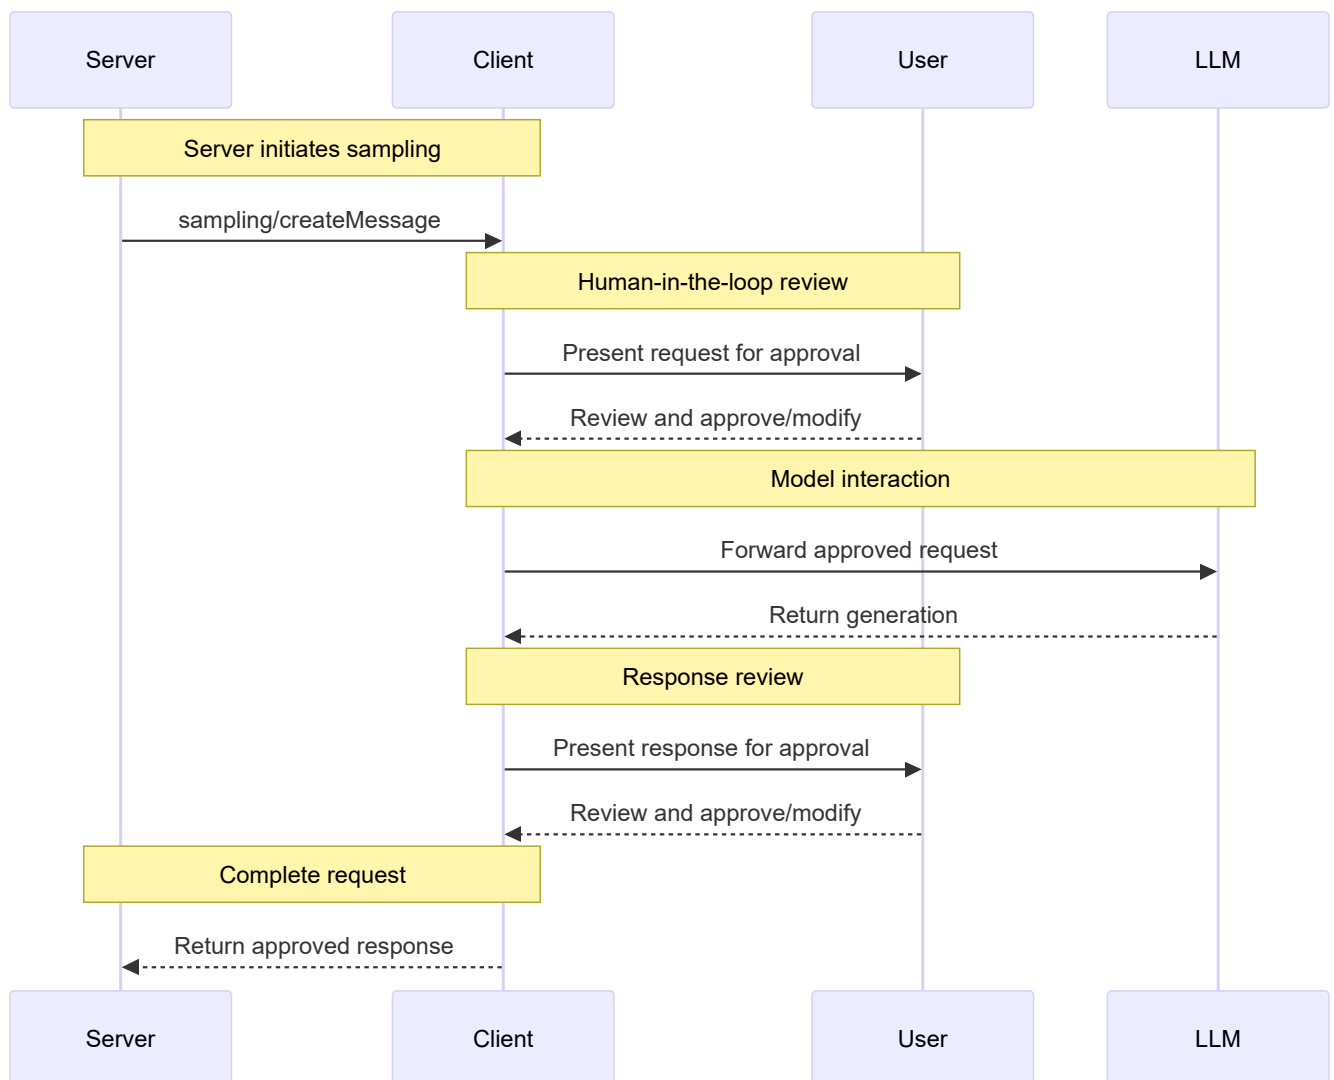 Server
Client
User
LLM
Server initiates sampling
sampling/createMessage
Human-in-the-loop review
Present request for approval
Review and approve/modify
Model interaction
Forward approved request
Return generation
Response review
Present response for approval
Review and approve/modify
Complete request
Return approved response
Server
Client
User
LLM